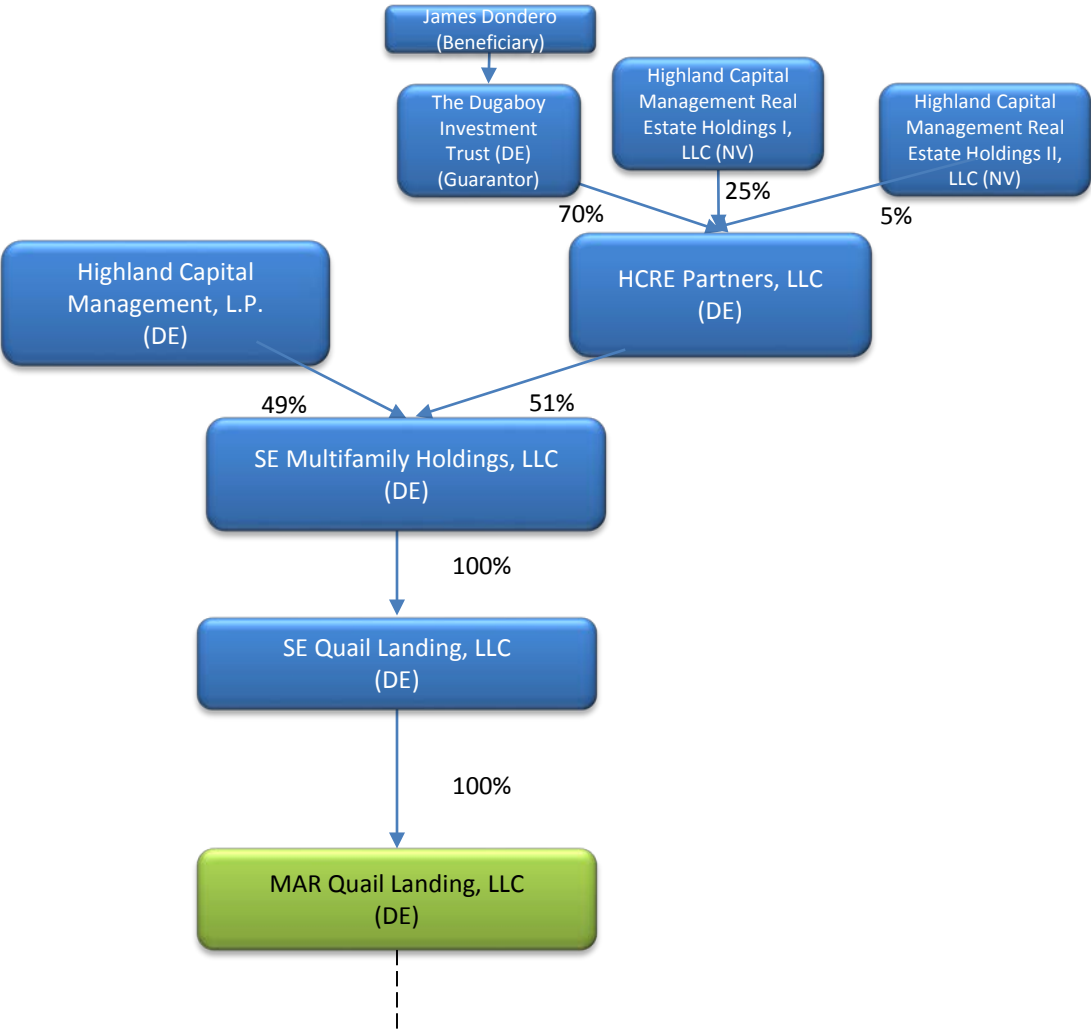 James Dondero
(Beneficiary)
The Dugaboy
Investment
Trust (DE)
(Guarantor)
Highland Capital
Management Real
Estate Holdings I,
LLC (NV)
Highland Capital
Management Real
Estate Holdings II,
LLC (NV)
70%
25%
5%
Highland Capital
Management, L.P.
(DE)
HCRE Partners, LLC
(DE)
49%
51%
SE Multifamily Holdings, LLC
(DE)
100%
SE Quail Landing, LLC
(DE)
100%
MAR Quail Landing, LLC
(DE)